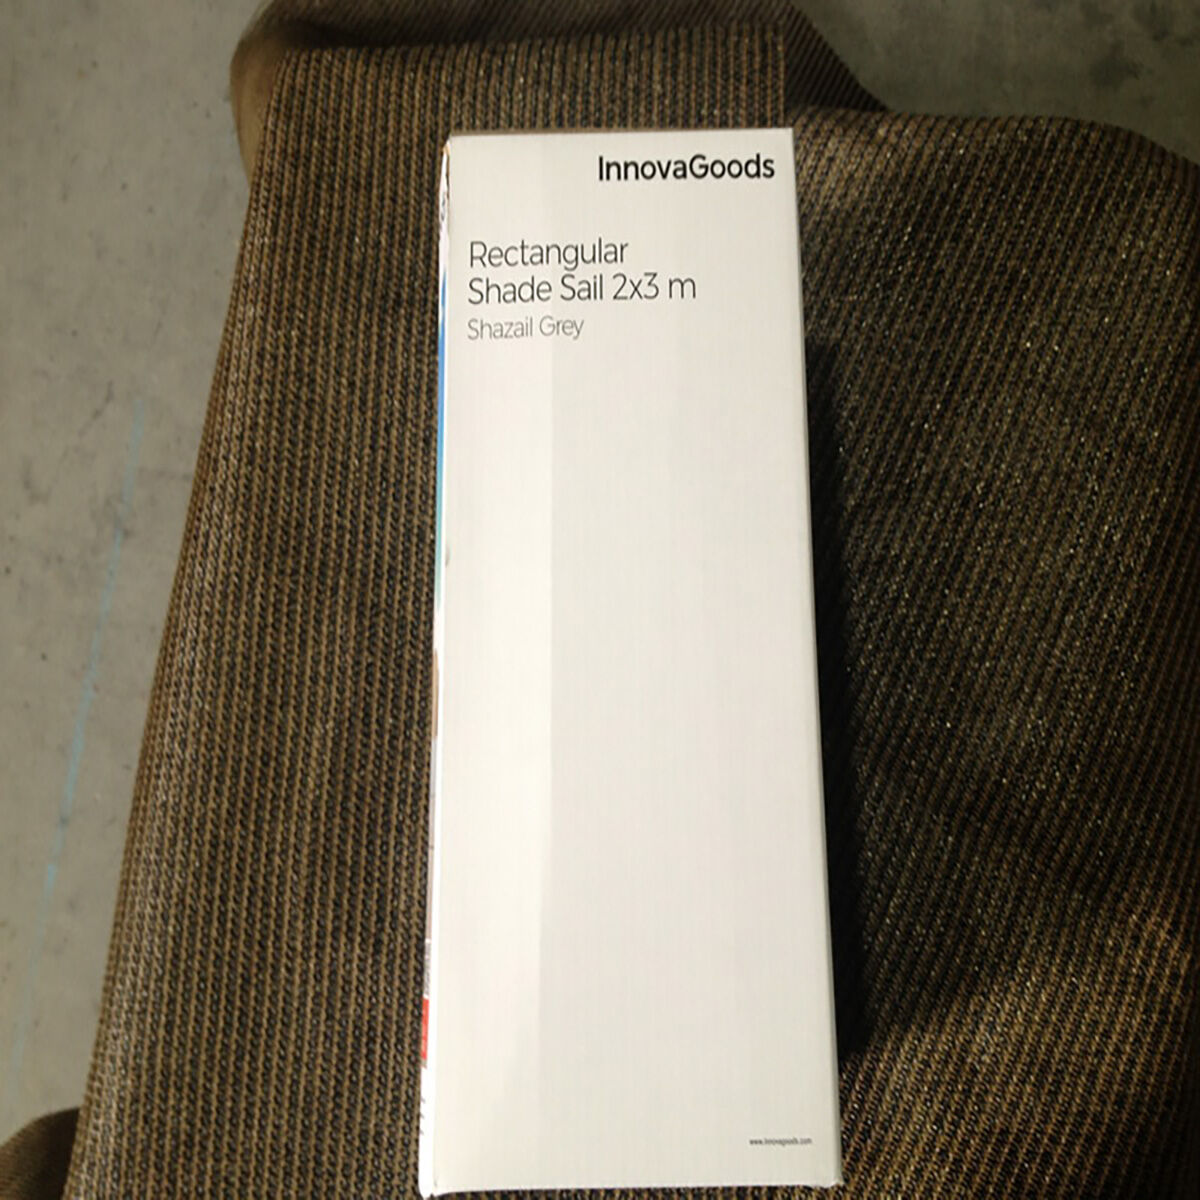 InnovaGoods
Rectangular
Shade Sail 2x3 m
Shazail Grey
www.innovagoods.com